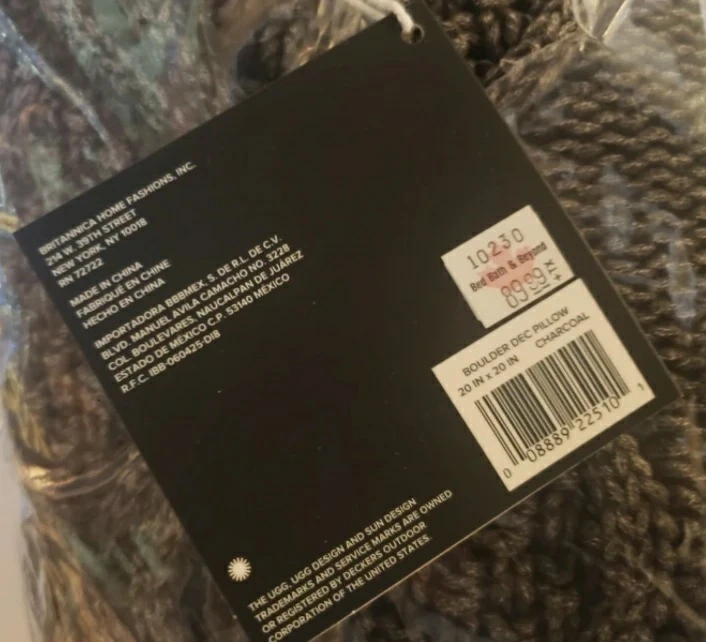 BRITANNICA HOME FASHIONS, INC.
214 W. 39TH STREET
NEW YORK, NY 10018
RN 72722
MADE IN CHINA
FABRIQUÉ EN CHINE
HECHO EN CHINA
IMPORTADORA BBBMEX, S. DE R.L. DE C.V.
BLVD. MANUEL AVILA CAMACHO NO. 3228
COL. BOULEVARES, NAUCALPAN DE JUÁREZ
ESTADO DE MEXICO C.P. 53140 MÉXICO
R.F.C. IBB-060425-DI8
10230
Bed Bath & Beyond
89.99
BOULDER DEC PILLOW
20 IN x 20 IN CHARCOAL
0 08889 22510 1
THE UGG, UGG DESIGN AND SUN DESIGN
TRADEMARKS AND SERVICE MARKS ARE OWNED
OR REGISTERED BY DECKERS OUTDOOR
CORPORATION OF THE UNITED STATES.